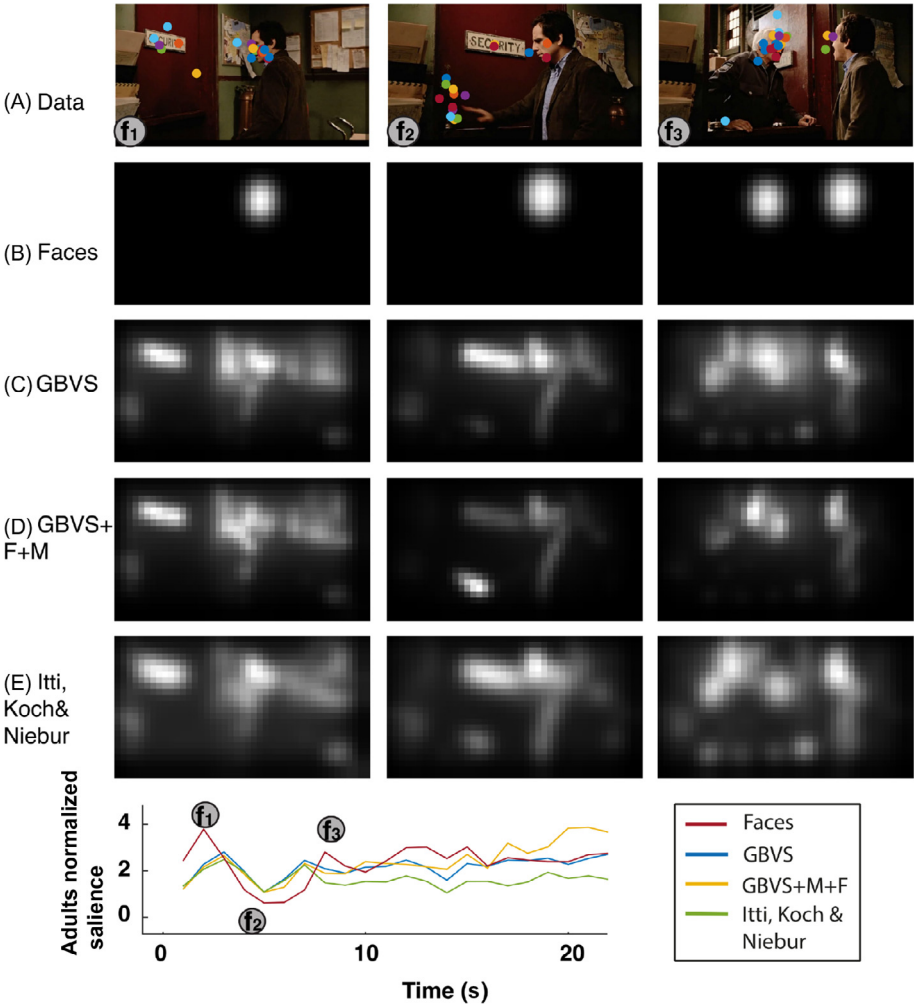 (A) Data
SECURITY
f1
SECURITY
f2
f3
(B) Faces
(C) GBVS
(D) GBVS+
F+M
(E) Itti,
Koch&
Niebur
Adults normalized
salience
4
2
0
f1
f2
f3
0
10
20
Time (s)
Faces
GBVS
GBVS+M+F
Itti, Koch &
Niebur